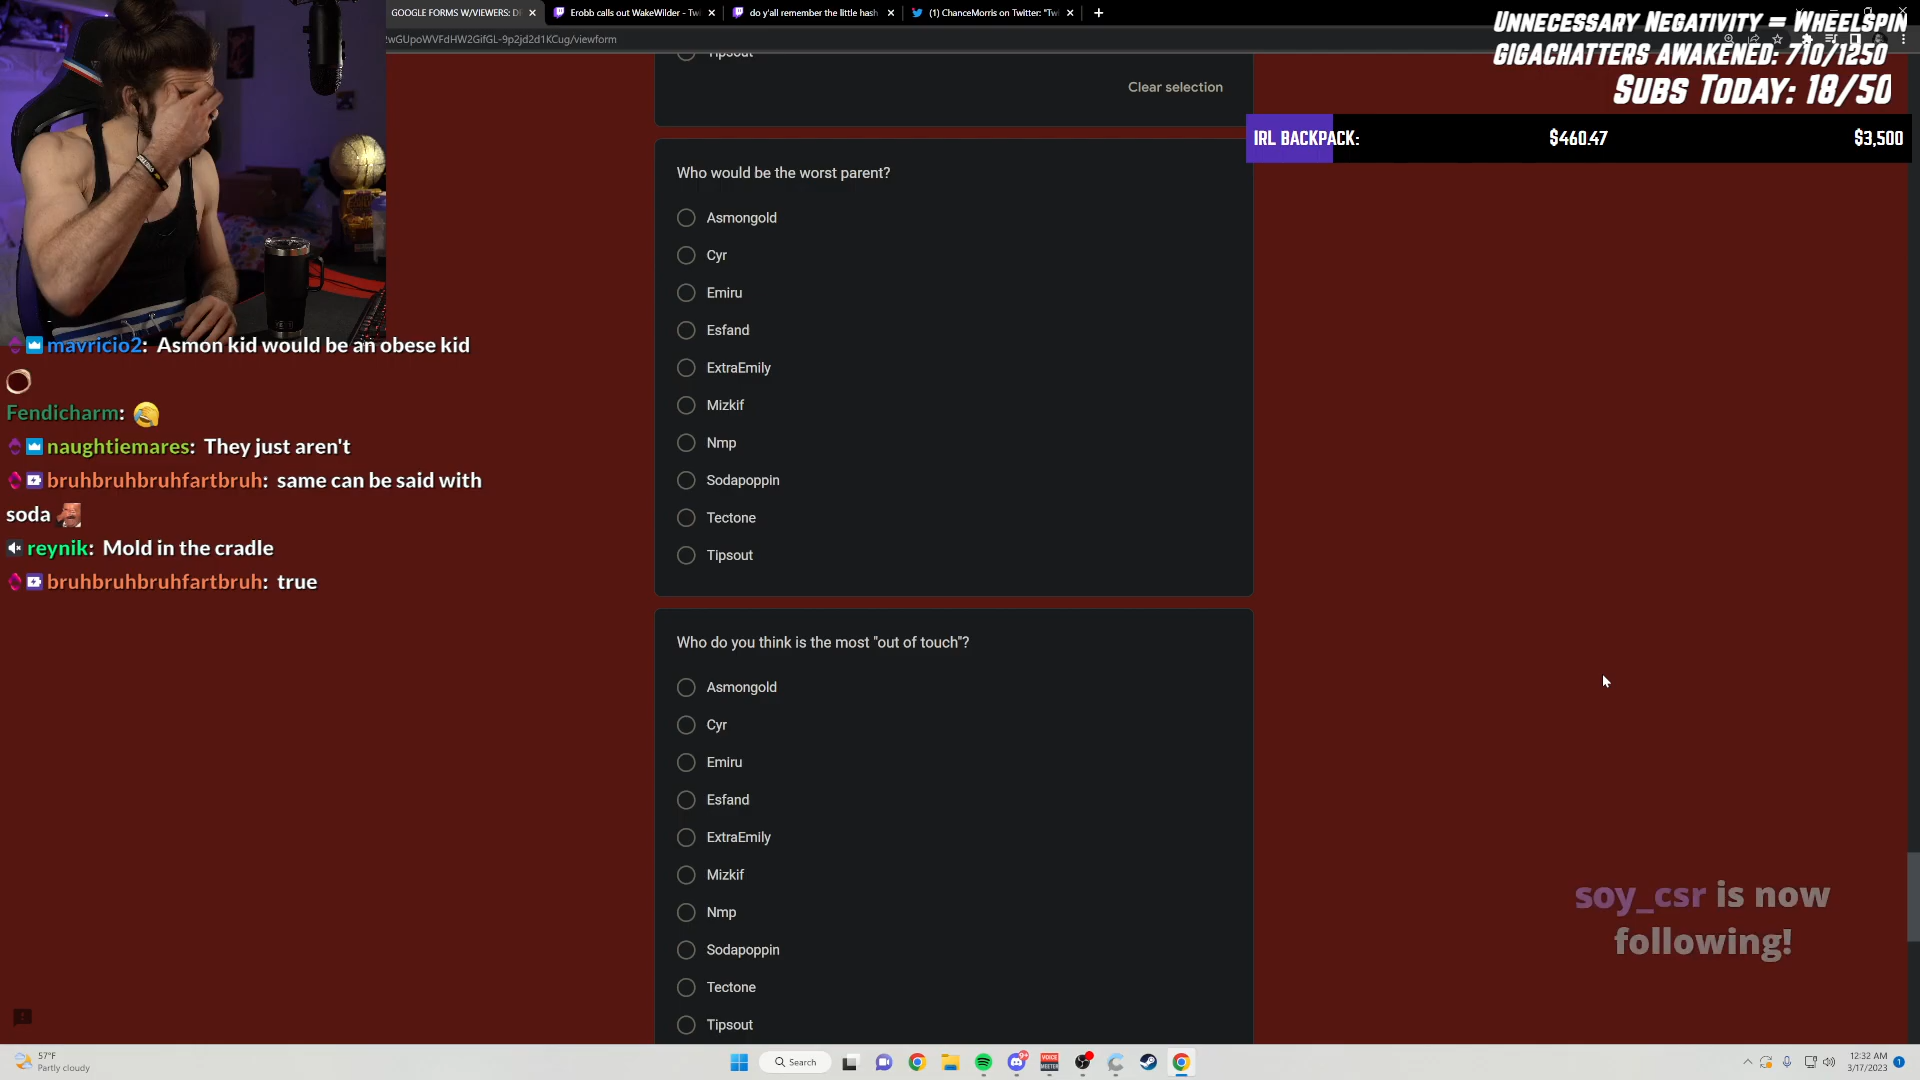 GOOGLE FORMS W/VIEWERS: DI
Erobb calls out WakeWilder - Twi
do y'all remember the little hash
(1) ChanceMorris on Twitter: "Tw
wGUpoWVFdHW2GifGL-9p2jd2d1KCug/viewform
Unnecessary Negativity = Wheelspin
Gigachatters Awakened: 710/1250
Subs Today: 18/50
IRL BACKPACK: $460.47 $3,500
Tipsout
Clear selection
Who would be the worst parent?
Asmongold
Cyr
Emiru
Esfand
ExtraEmily
Mizkif
Nmp
Sodapoppin
Tectone
Tipsout
mavricio2: Asmon kid would be an obese kid
Fendicharm:
naughtiemares: They just aren't
bruhbruhbruhfartbruh: same can be said with
soda
reynik: Mold in the cradle
bruhbruhbruhfartbruh: true
Who do you think is the most "out of touch"?
Asmongold
Cyr
Emiru
Esfand
ExtraEmily
Mizkif
Nmp
Sodapoppin
Tectone
Tipsout
soy_csr is now
following!
57°F
Partly cloudy
Search
12:32 AM
3/17/2023